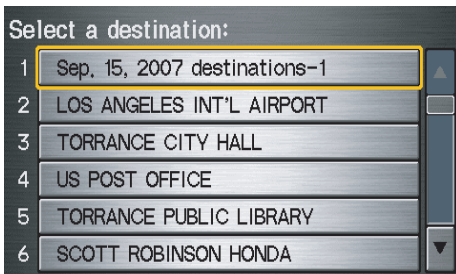 Select a destination:
1 Sep. 15, 2007 destinations-1
2 LOS ANGELES INT'L AIRPORT
3 TORRANCE CITY HALL
4 US POST OFFICE
5 TORRANCE PUBLIC LIBRARY
6 SCOTT ROBINSON HONDA